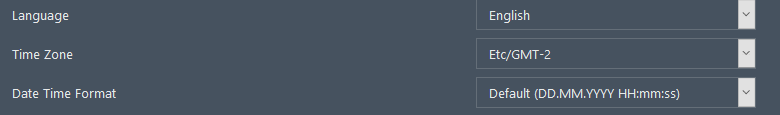 Language English
Time Zone Etc/GMT-2
Date Time Format Default (DD.MM.YYYY HH:mm:ss)